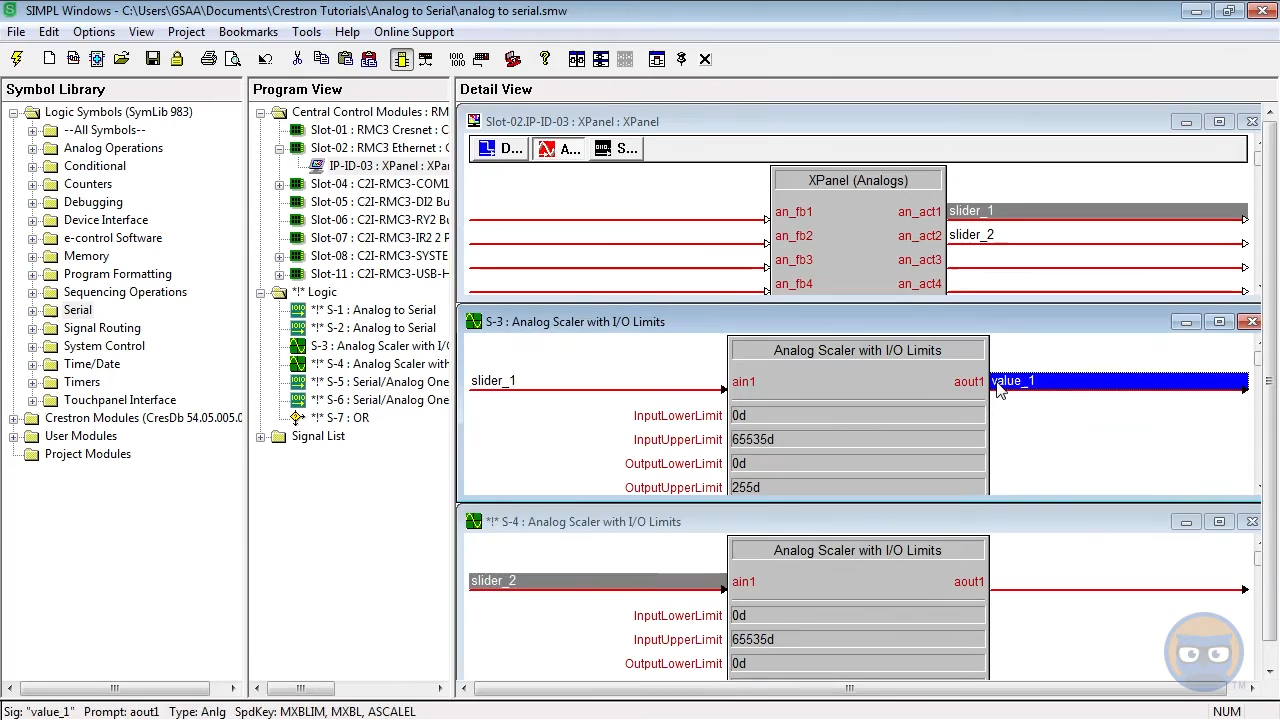 SIMPL Windows - C:\Users\GSAA\Documents\Crestron Tutorials\Analog to Serial\analog to serial.smw
File Edit Options View Project Bookmarks Tools Help Online Support
Symbol Library
Logic Symbols (SymLib 983)
--All Symbols--
Analog Operations
Conditional
Counters
Debugging
Device Interface
e-control Software
Memory
Program Formatting
Sequencing Operations
Serial
Signal Routing
System Control
Time/Date
Timers
Touchpanel Interface
Crestron Modules (CresDb 54.05.005.0
User Modules
Project Modules
Program View
Central Control Modules : RM
Slot-01 : RMC3 Cresnet : C
Slot-02 : RMC3 Ethernet : C
IP-ID-03 : XPanel : XPa
Slot-04 : C2I-RMC3-COM1
Slot-05 : C2I-RMC3-DI2 Bu
Slot-06 : C2I-RMC3-RY2 B
Slot-07 : C2I-RMC3-IR2 2 P
Slot-08 : C2I-RMC3-SYSTE
Slot-11 : C2I-RMC3-USB-H
*!* Logic
*!* S-1 : Analog to Serial
*!* S-2 : Analog to Serial
S-3 : Analog Scaler with I/O
*!* S-4 : Analog Scaler with
*!* S-5 : Serial/Analog One
*!* S-6 : Serial/Analog One
*!* S-7 : OR
Signal List
Detail View
Slot-02.IP-ID-03 : XPanel : XPanel
D... A... S...
XPanel (Analogs)
an_fb1 an_act1 slider_1
an_fb2 an_act2 slider_2
an_fb3 an_act3
an_fb4 an_act4
S-3 : Analog Scaler with I/O Limits
Analog Scaler with I/O Limits
slider_1 ain1 aout1 value_1
InputLowerLimit 0d
InputUpperLimit 65535d
OutputLowerLimit 0d
OutputUpperLimit 255d
*!* S-4 : Analog Scaler with I/O Limits
Analog Scaler with I/O Limits
slider_2 ain1 aout1
InputLowerLimit 0d
InputUpperLimit 65535d
OutputLowerLimit 0d
TM
Sig: "value_1" Prompt: aout1 Type: Anlg SpdKey: MXBLIM, MXBL, ASCALEL NUM